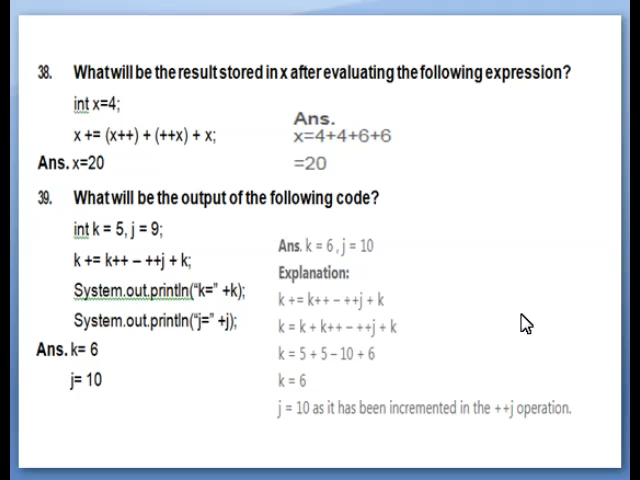 38. What will be the result stored in x after evaluating the following expression?
int x=4;
x += (x++) + (++x) + x;
Ans.
x=4+4+6+6
Ans. x=20
=20
39. What will be the output of the following code?
int k = 5, j = 9;
k += k++ – ++j + k;
System.out.println("k=" +k);
System.out.println("j=" +j);
Ans. k= 6
j= 10
Ans. k = 6 , j = 10
Explanation:
k += k++ – ++j + k
k = k + k++ – ++j + k
k = 5 + 5 – 10 + 6
k = 6
j = 10 as it has been incremented in the ++j operation.